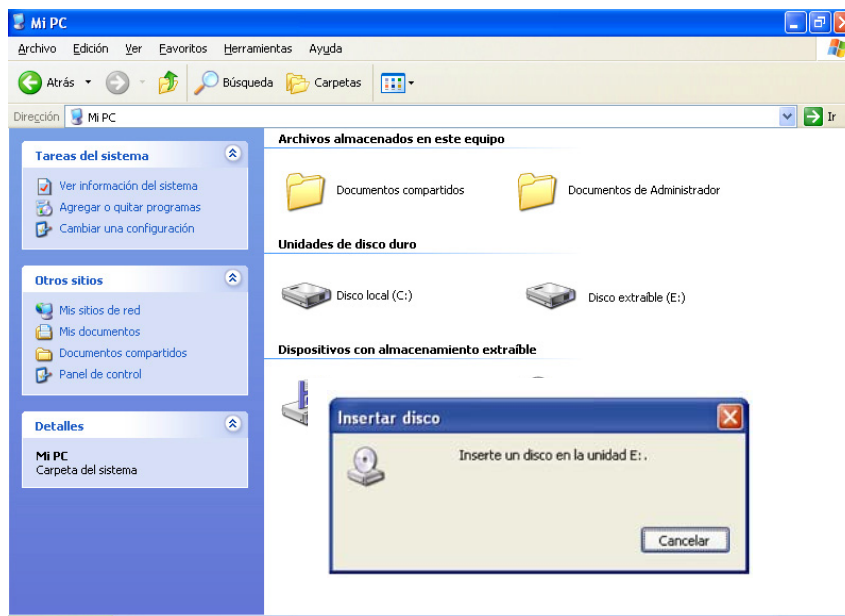 Mi PC
Archivo Edición Ver Favoritos Herramientas Ayuda
Atrás Búsqueda Carpetas
Dirección Mi PC Ir
Tareas del sistema
Ver información del sistema
Agregar o quitar programas
Cambiar una configuración
Otros sitios
Mis sitios de red
Mis documentos
Documentos compartidos
Panel de control
Detalles
Mi PC
Carpeta del sistema
Archivos almacenados en este equipo
Documentos compartidos Documentos de Administrador
Unidades de disco duro
Disco local (C:) Disco extraíble (E:)
Dispositivos con almacenamiento extraíble
Insertar disco
Inserte un disco en la unidad E:.
Cancelar